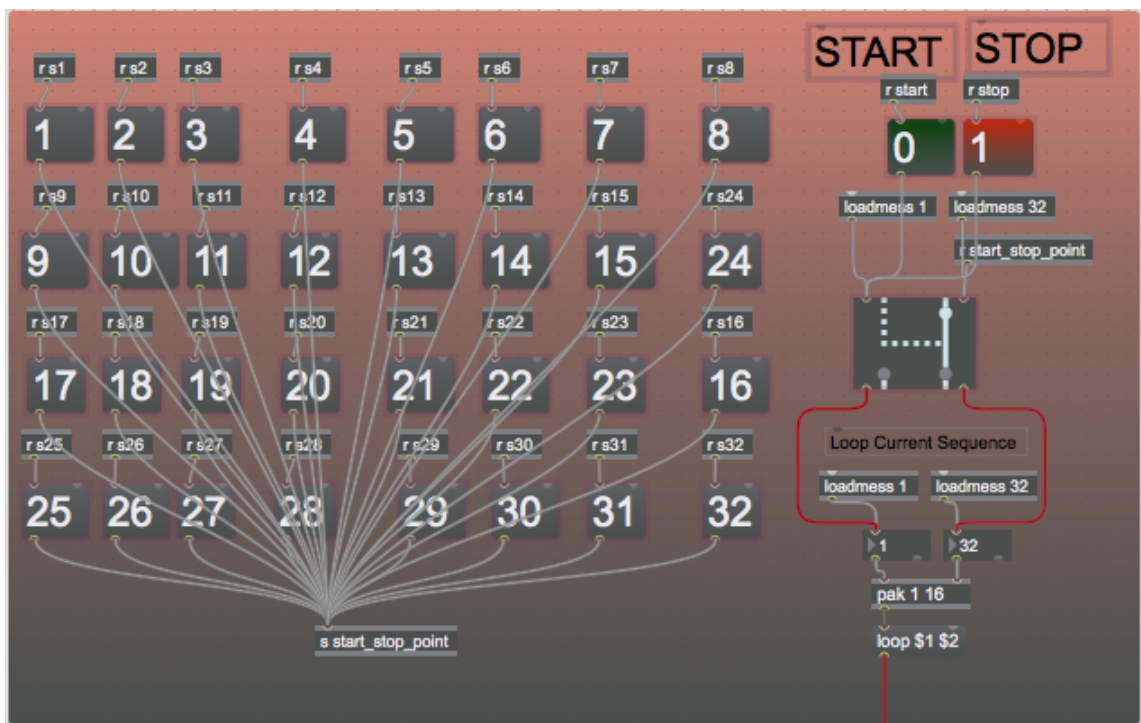 START STOP
r s1 r s2 r s3 r s4 r s5 r s6 r s7 r s8 r start r stop
1 2 3 4 5 6 7 8 0 1
r s9 r s10 r s11 r s12 r s13 r s14 r s15 r s24 loadmess 1 loadmess 32
r start_stop_point
9 10 11 12 13 14 15 24
r s17 r s18 r s19 r s20 r s21 r s22 r s23 r s16
17 18 19 20 21 22 23 16
r s25 r s26 r s27 r s28 r s29 r s30 r s31 r s32 Loop Current Sequence
loadmess 1 loadmess 32
25 26 27 28 29 30 31 32
1 32
pak 1 16
s start_stop_point loop $1 $2